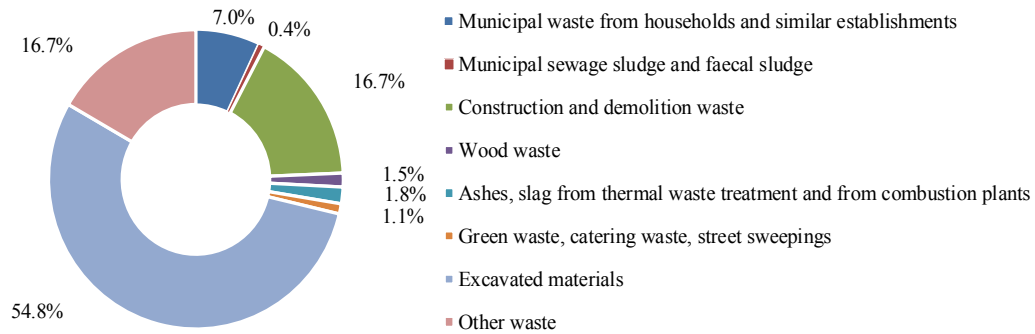 7.0%
0.4%
16.7%
16.7%
1.5%
1.8%
1.1%
54.8%
Municipal waste from households and similar establishments
Municipal sewage sludge and faecal sludge
Construction and demolition waste
Wood waste
Ashes, slag from thermal waste treatment and from combustion plants
Green waste, catering waste, street sweepings
Excavated materials
Other waste